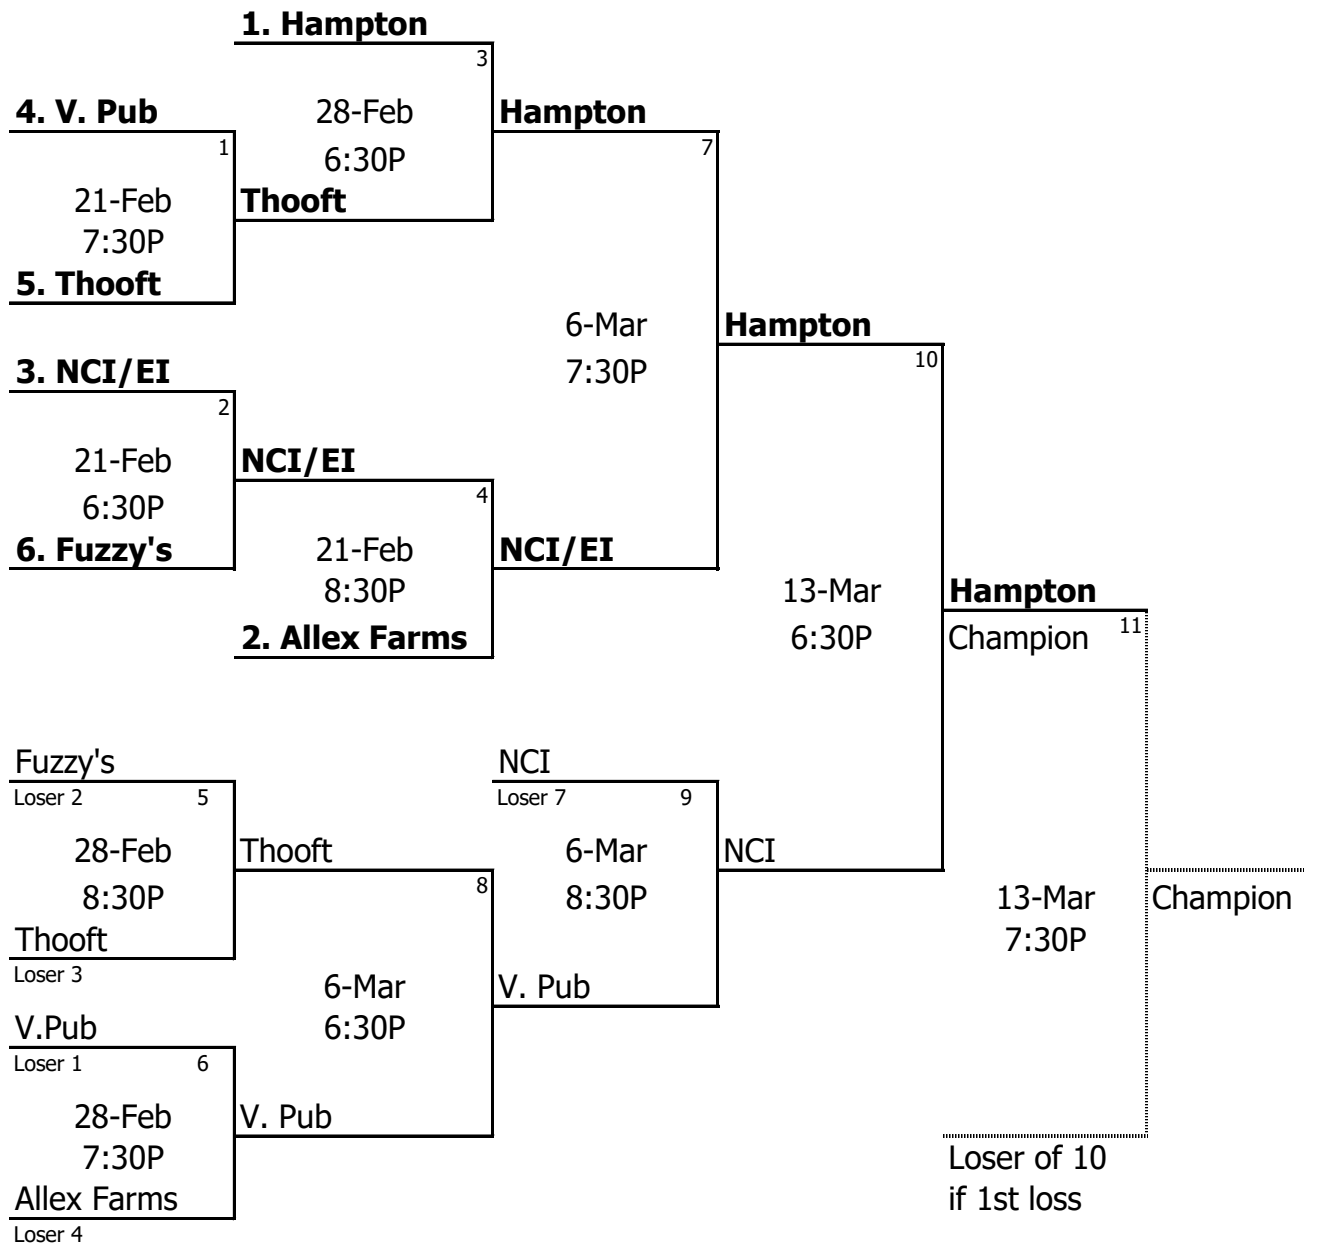 1. Hampton
3
4. V. Pub
28-Feb
Hampton
1
6:30P
7
21-Feb
Thooft
7:30P
5. Thooft
6-Mar
Hampton
3. NCI/EI
7:30P
10
2
21-Feb
NCI/EI
6:30P
4
6. Fuzzy's
21-Feb
NCI/EI
8:30P
13-Mar
Hampton
2. Allex Farms
6:30P
Champion
11
Fuzzy's
NCI
Loser 2
5
Loser 7
9
28-Feb
Thooft
6-Mar
NCI
8:30P
8
8:30P
13-Mar
Champion
Thooft
7:30P
Loser 3
6-Mar
V. Pub
V.Pub
6:30P
Loser 1
6
28-Feb
V. Pub
7:30P
Loser of 10
Allex Farms
if 1st loss
Loser 4